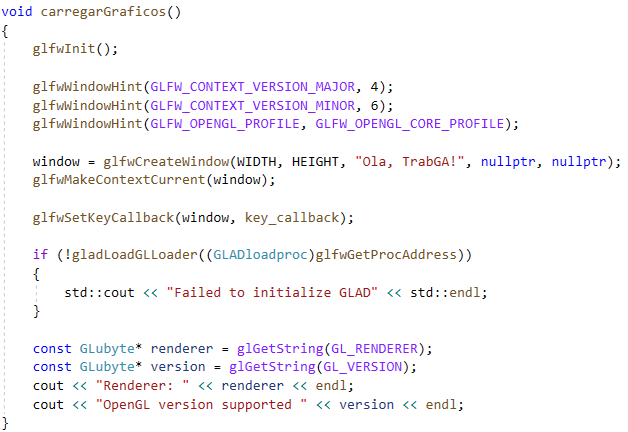 void carregarGraficos()
{
    glfwInit();

    glfwWindowHint(GLFW_CONTEXT_VERSION_MAJOR, 4);
    glfwWindowHint(GLFW_CONTEXT_VERSION_MINOR, 6);
    glfwWindowHint(GLFW_OPENGL_PROFILE, GLFW_OPENGL_CORE_PROFILE);

    window = glfwCreateWindow(WIDTH, HEIGHT, "Ola, TrabGA!", nullptr, nullptr);
    glfwMakeContextCurrent(window);

    glfwSetKeyCallback(window, key_callback);

    if (!gladLoadGLLoader((GLADloadproc)glfwGetProcAddress))
    {
        std::cout << "Failed to initialize GLAD" << std::endl;
    }

    const GLubyte* renderer = glGetString(GL_RENDERER);
    const GLubyte* version = glGetString(GL_VERSION);
    cout << "Renderer: " << renderer << endl;
    cout << "OpenGL version supported " << version << endl;
}